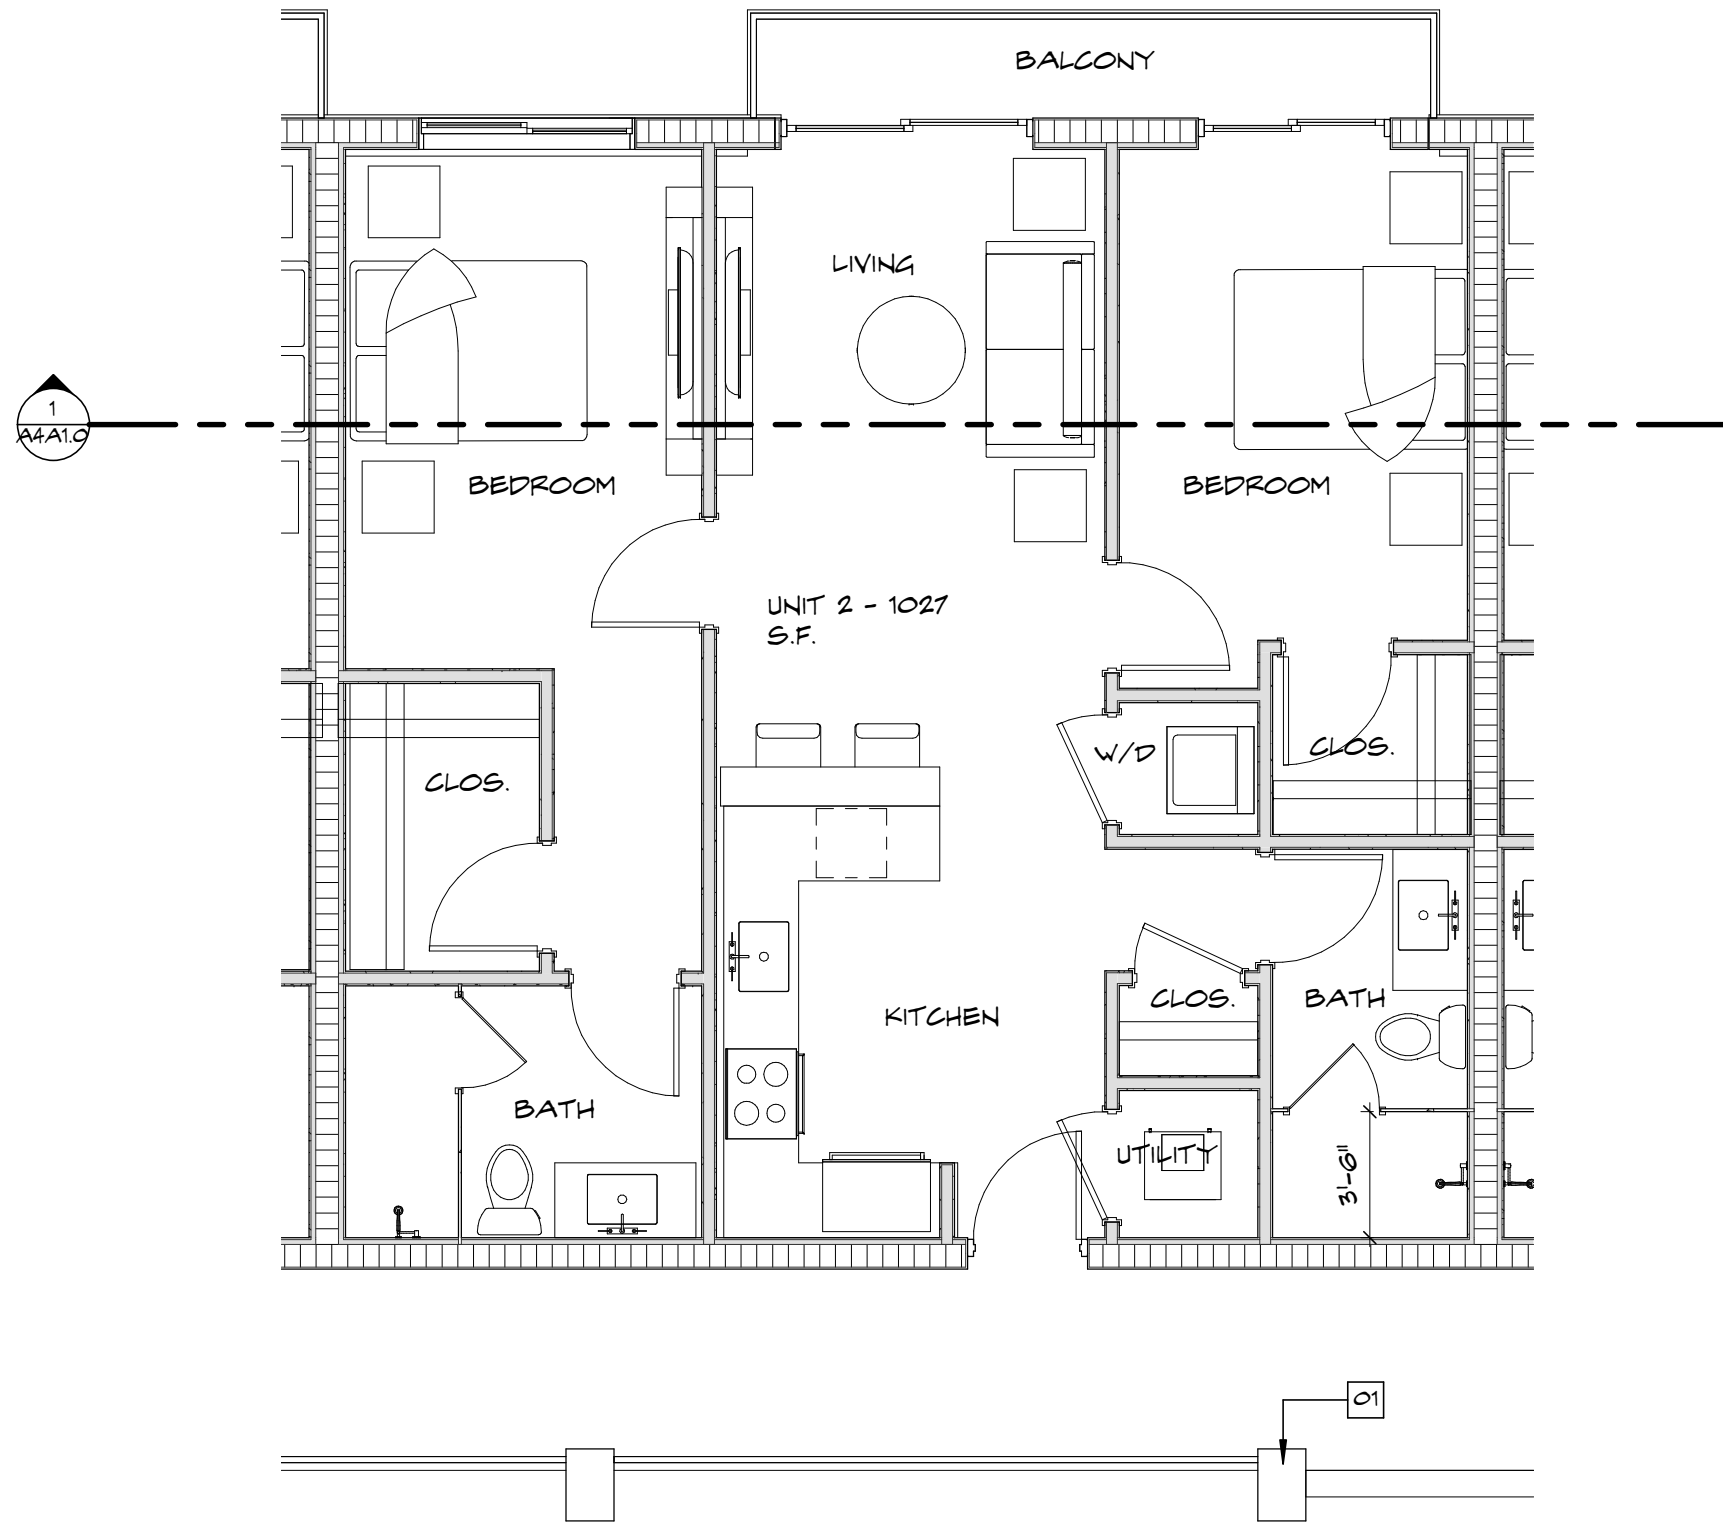 BALCONY
LIVING
1
A4A1.0
BEDROOM
BEDROOM
UNIT 2 - 1027
S.F.
W/D
CLOS.
CLOS.
CLOS.
BATH
KITCHEN
BATH
UTILITY
3'-6"
01